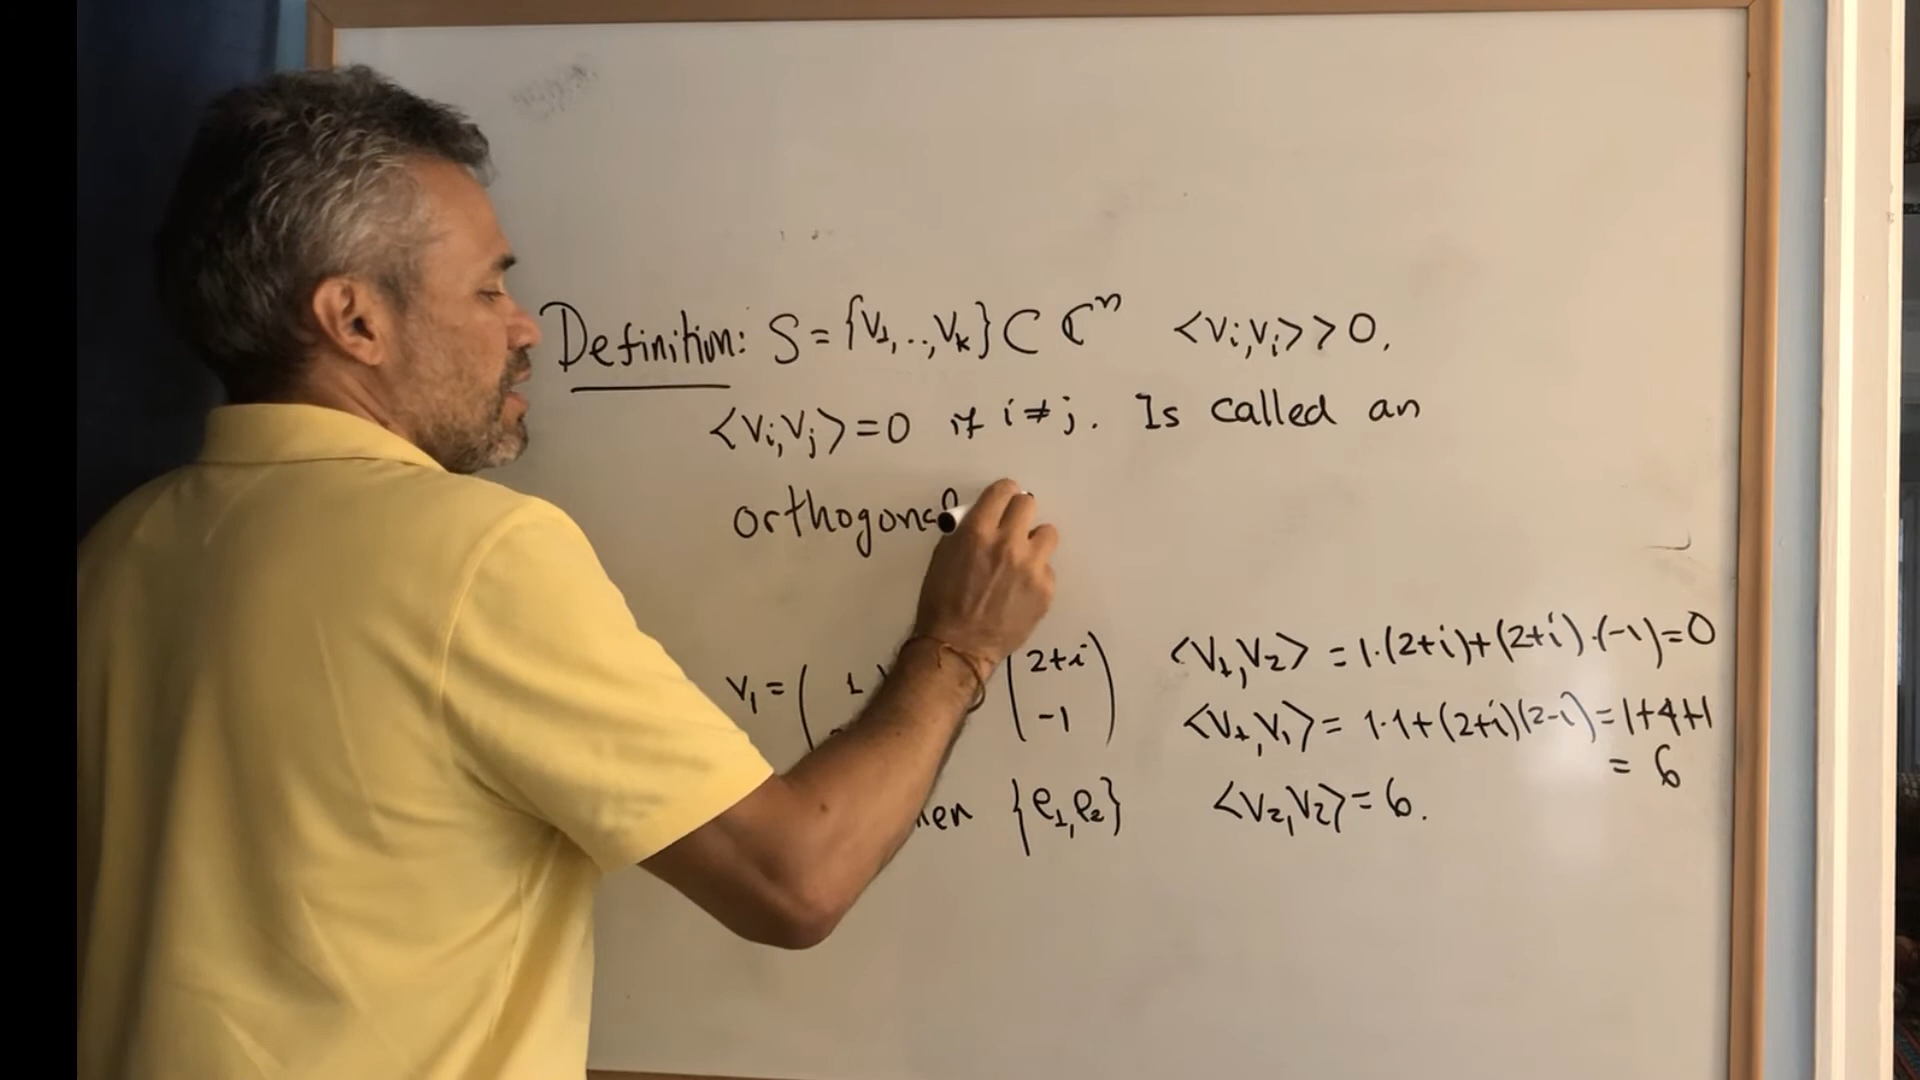 Definition: S = {v₁,..,vₖ} ⊂ ℂⁿ <vᵢ,vᵢ> > 0,
<vᵢ,vⱼ> = 0 if i ≠ j. Is called an
orthogonal
v₁ = ( 1
(2+i
-1)
{e₁,e₂}
<v₁,v₂> = 1·(2+i)+(2+i)·(-1)=0
<v₁,v₁> = 1·1+(2+i)(2-i)=1+4+1
= 6
<v₂,v₂> = 6.